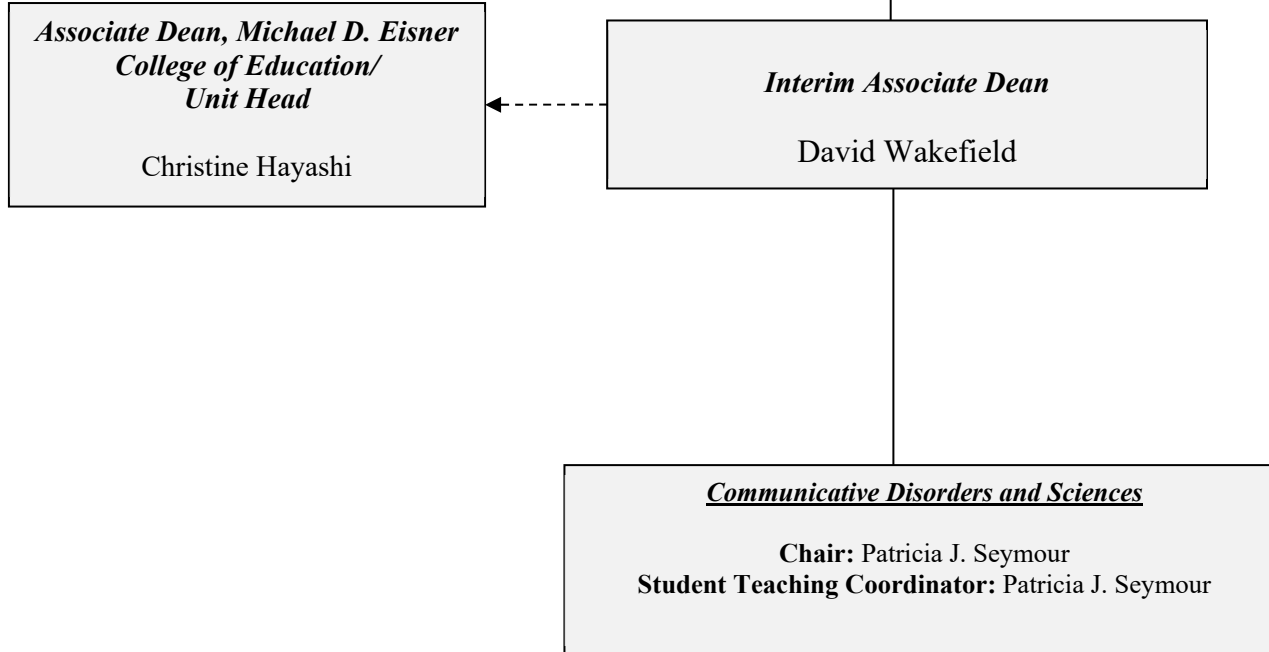 Associate Dean, Michael D. Eisner
College of Education/
Unit Head
Christine Hayashi
Interim Associate Dean
David Wakefield
Communicative Disorders and Sciences
Chair: Patricia J. Seymour
Student Teaching Coordinator: Patricia J. Seymour